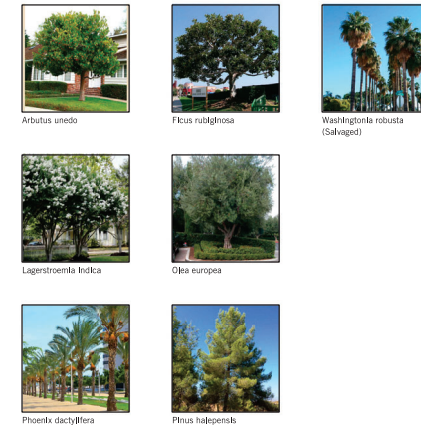 Arbutus unedo
Ficus rubiginosa
Washingtonia robusta
(Salvaged)
Lagerstroemia indica
Olea europea
Phoenix dactylifera
Pinus halepensis